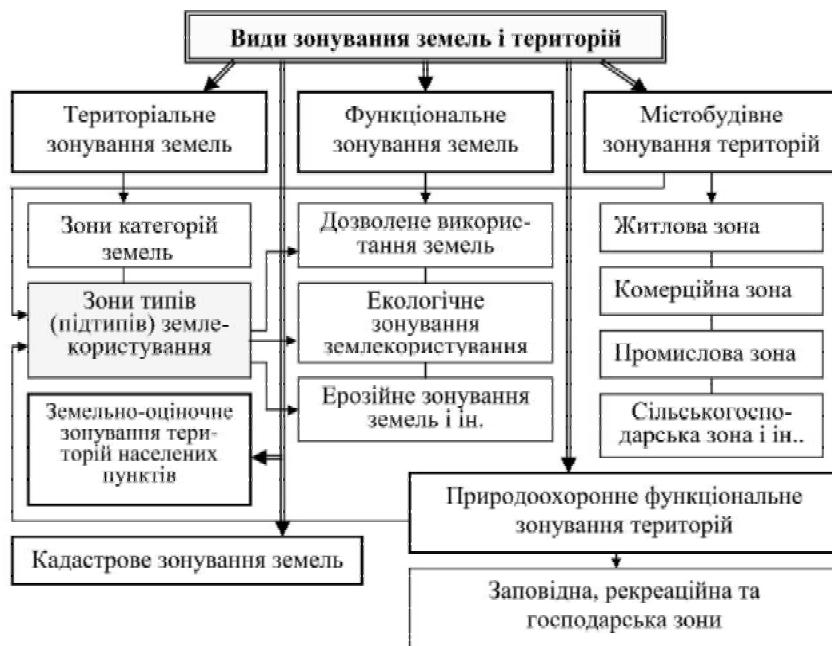 Види зонування земель і територій
Територіальне
зонування земель
Функціональне
зонування земель
Містобудівне
зонування територій
Зони категорій
земель
Дозволене викорис-
тання земель
Житлова зона
Зони типів
(підтипів) земле-
користування
Екологічне
зонування
землекористування
Комерційна зона
Промислова зона
Ерозійне зонування
земель і ін.
Сільськогоспо-
дарська зона і ін..
Земельно-оціночне
зонування тери-
торій населених
пунктів
Природоохоронне функціональне
зонування територій
Кадастрове зонування земель
Заповідна, рекреаційна та
господарська зони